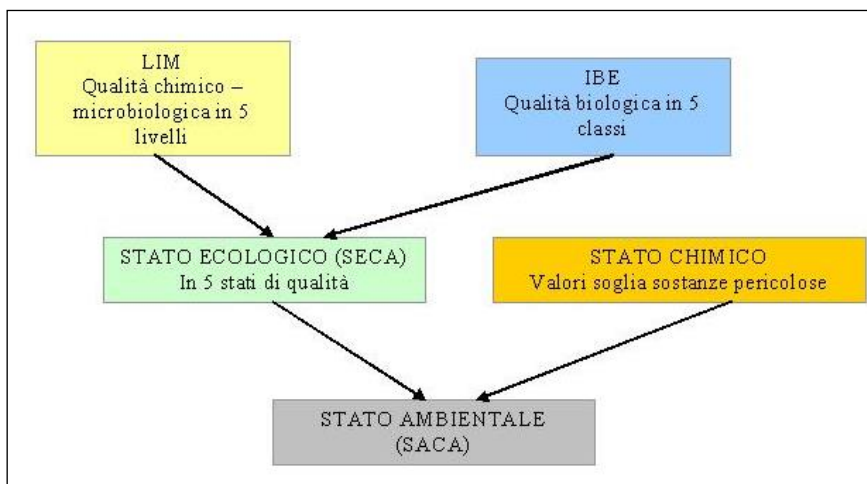 LIM
Qualità chimico –
microbiologica in 5
livelli
IBE
Qualità biologica in 5
classi
STATO ECOLOGICO (SECA)
In 5 stati di qualità
STATO CHIMICO
Valori soglia sostanze pericolose
STATO AMBIENTALE
(SACA)